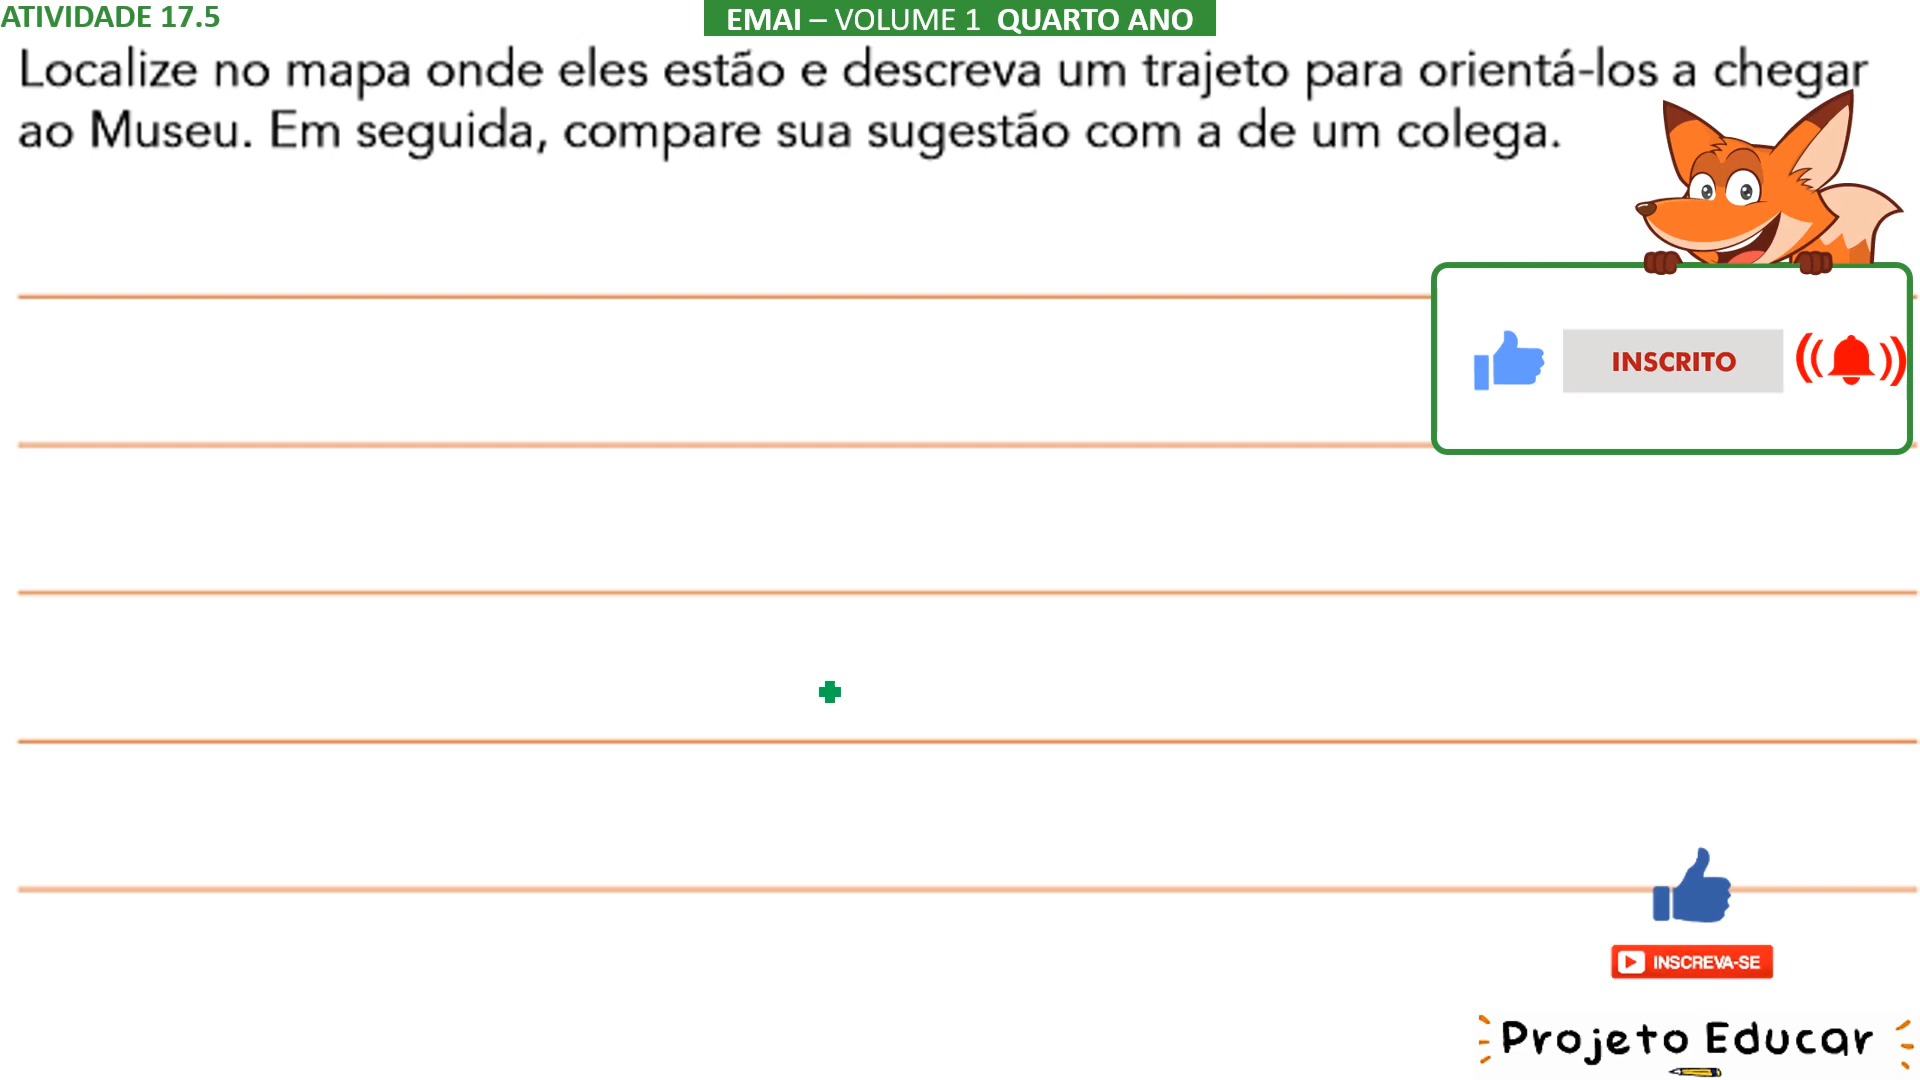 ATIVIDADE 17.5
EMAI – VOLUME 1 QUARTO ANO
Localize no mapa onde eles estão e descreva um trajeto para orientá-los a chegar
ao Museu. Em seguida, compare sua sugestão com a de um colega.
INSCRITO
INSCREVA-SE
Projeto Educar